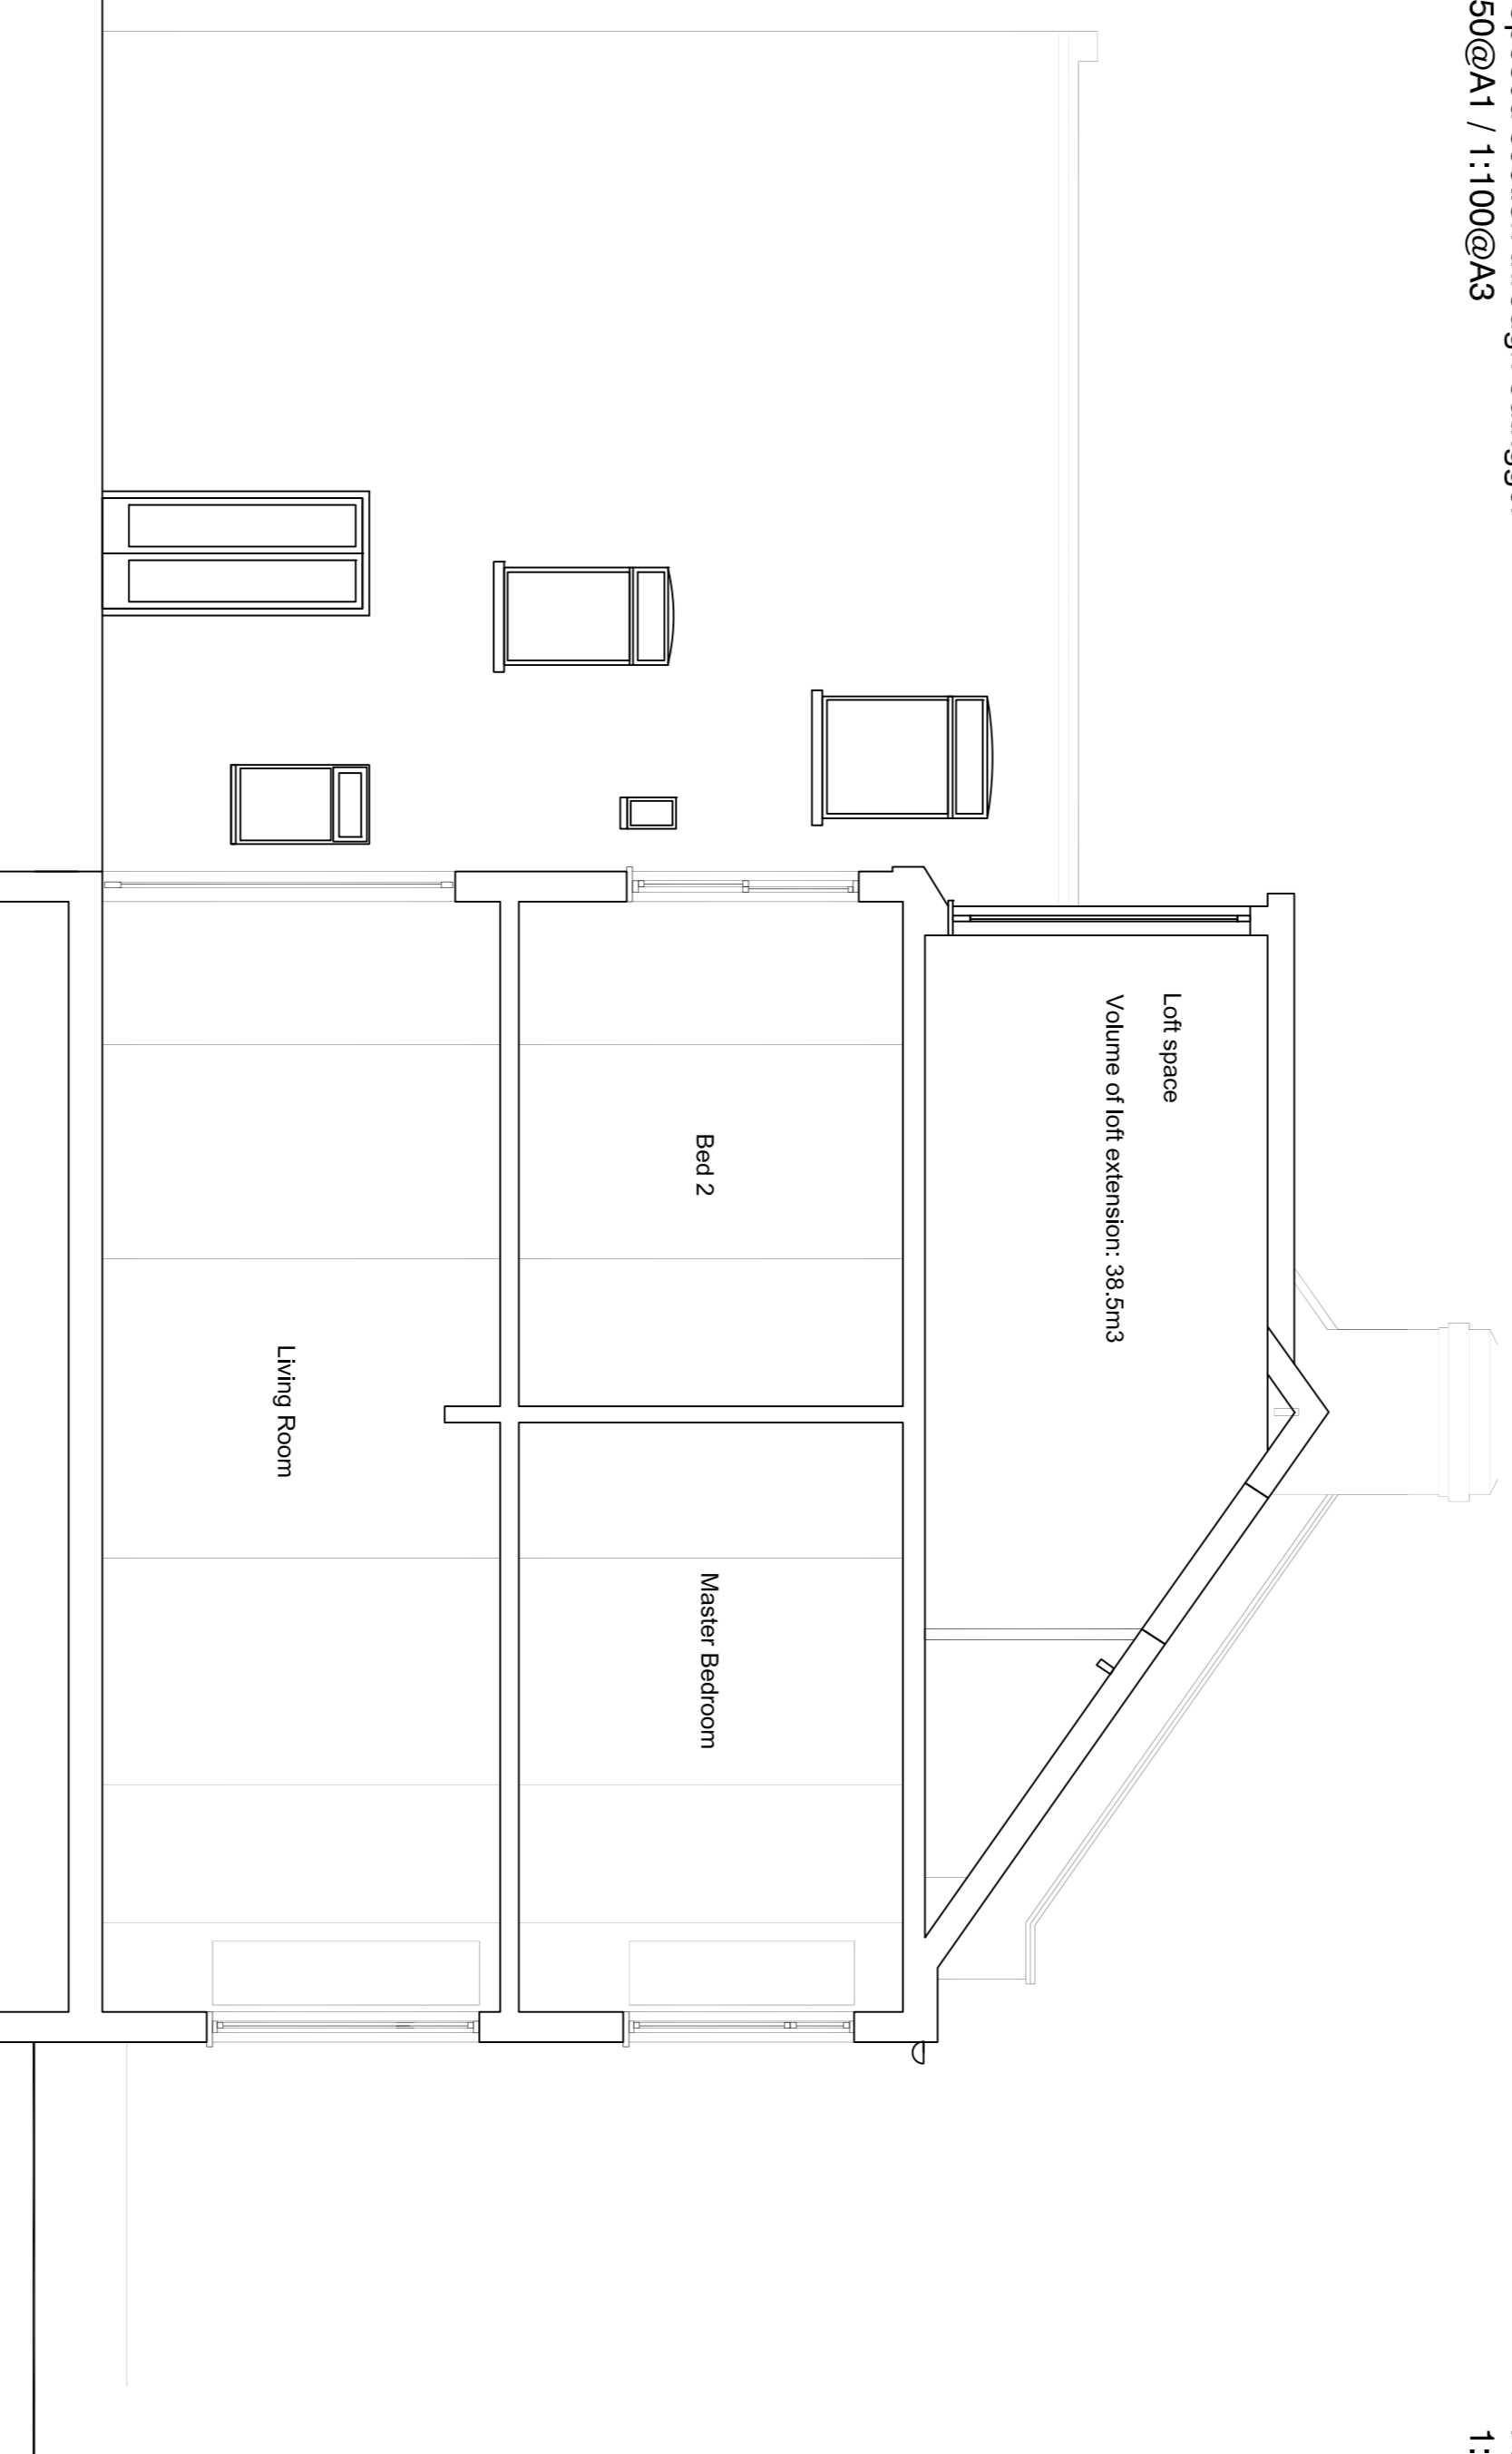 50@A1 / 1:100@A3
Loft space
Volume of loft extension: 38.5m3
Bed 2
Master Bedroom
Living Room
1: